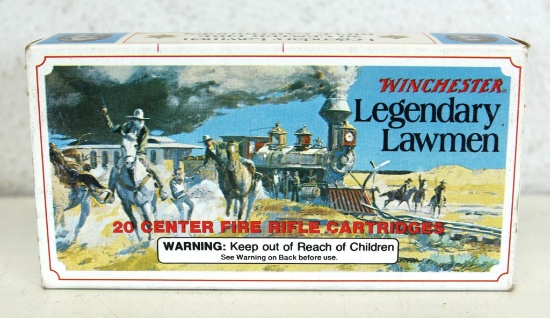 WINCHESTER
Legendary
Lawmen
20 CENTER FIRE RIFLE CARTRIDGES
WARNING: Keep out of Reach of Children
See Warning on Back before use.